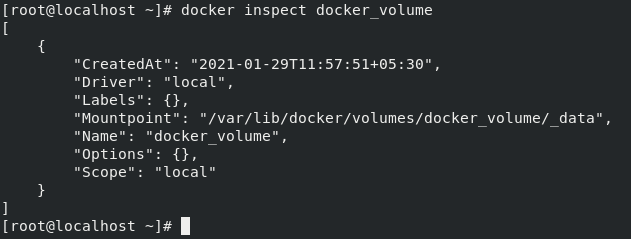 [root@localhost ~]# docker inspect docker_volume
[
    {
        "CreatedAt": "2021-01-29T11:57:51+05:30",
        "Driver": "local",
        "Labels": {},
        "Mountpoint": "/var/lib/docker/volumes/docker_volume/_data",
        "Name": "docker_volume",
        "Options": {},
        "Scope": "local"
    }
]
[root@localhost ~]#